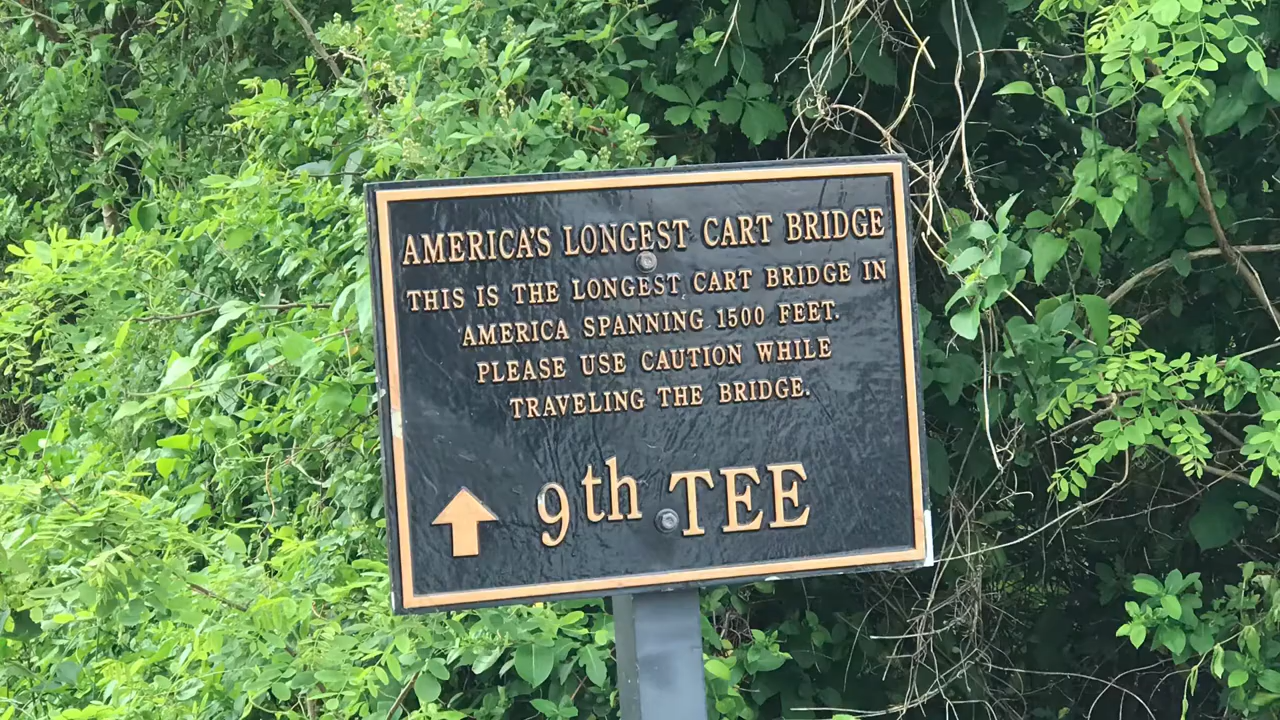 AMERICA'S LONGEST CART BRIDGE
THIS IS THE LONGEST CART BRIDGE IN
AMERICA SPANNING 1500 FEET.
PLEASE USE CAUTION WHILE
TRAVELING THE BRIDGE.
9th TEE